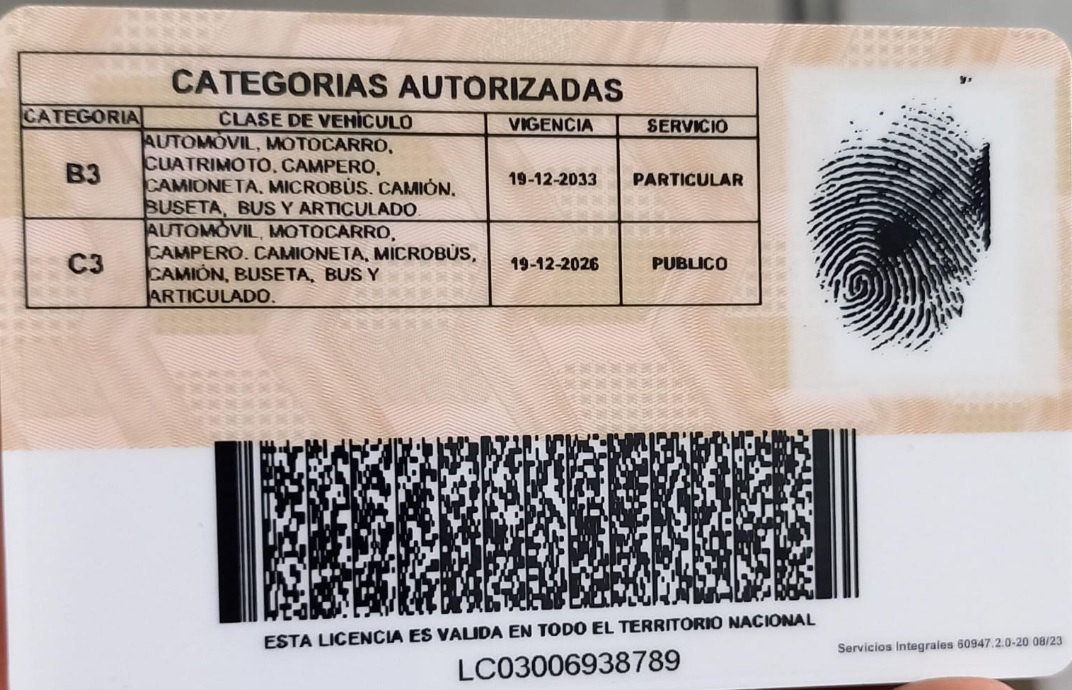 CATEGORIAS AUTORIZADAS
CATEGORIA CLASE DE VEHÍCULO VIGENCIA SERVICIO
B3
AUTOMÓVIL, MOTOCARRO,
CUATRIMOTO, CAMPERO,
CAMIONETA, MICROBÚS. CAMIÓN,
BUSETA, BUS Y ARTICULADO
19-12-2033 PARTICULAR
C3
AUTOMÓVIL, MOTOCARRO,
CAMPERO. CAMIONETA, MICROBÚS,
CAMIÓN, BUSETA, BUS Y
ARTICULADO.
19-12-2026 PUBLICO
ESTA LICENCIA ES VALIDA EN TODO EL TERRITORIO NACIONAL
LC03006938789
Servicios Integrales 60947.2.0-20 08/23